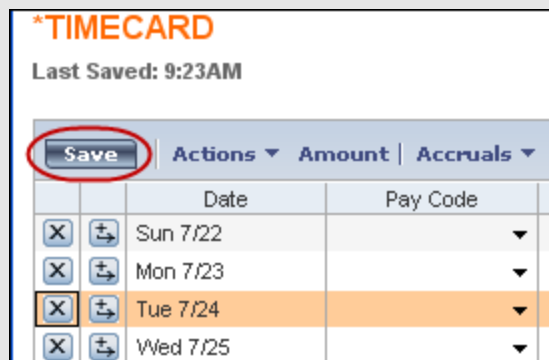 *TIMECARD
Last Saved: 9:23AM
Save Actions Amount | Accruals
Date Pay Code
Sun 7/22
Mon 7/23
Tue 7/24
Wed 7/25